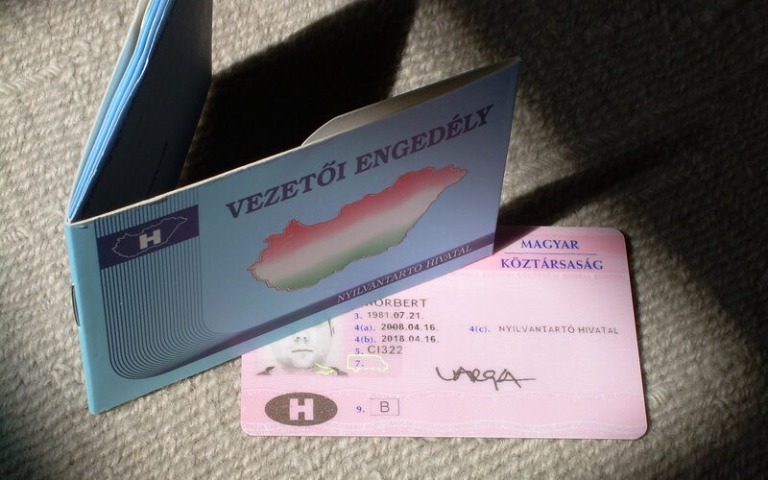 VEZETŐI ENGEDÉLY
H
NYILVÁNTARTÓ HIVATAL
MAGYAR
KÖZTÁRSASÁG
NORBERT
3. 1981.07.21.
4(a). 2008.04.16. 4(c). NYILVÁNTARTÓ HIVATAL
4(b). 2018.04.16.
5. CI322
7.
VARGA
H 9. B